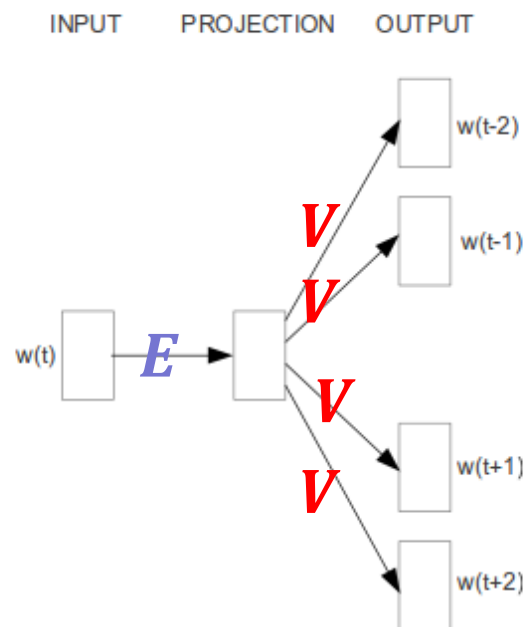 INPUT PROJECTION OUTPUT
w(t-2)
V
w(t-1)
V
w(t) E
V
w(t+1)
V
w(t+2)